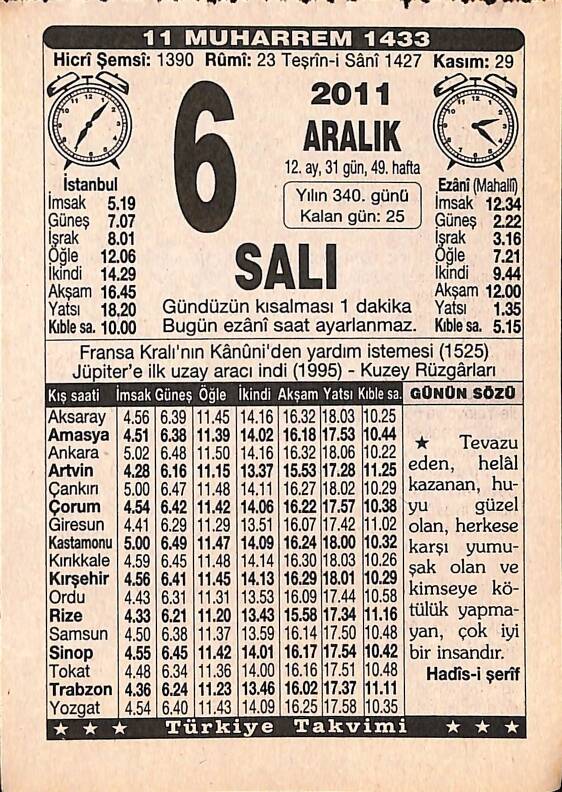 11 MUHARREM 1433
Hicrî Şemsî: 1390 Rûmî: 23 Teşrîn-i Sânî 1427 Kasım: 29
6
2011
ARALIK
12. ay, 31 gün, 49. hafta
Yılın 340. günü
Kalan gün: 25
SALI
İstanbul
İmsak 5.19
Güneş 7.07
İşrak 8.01
Öğle 12.06
İkindi 14.29
Akşam 16.45
Yatsı 18.20
Kıble sa. 10.00
Ezânî (Mahallî)
İmsak 12.34
Güneş 2.22
İşrak 3.16
Öğle 7.21
İkindi 9.44
Akşam 12.00
Yatsı 1.35
Kıble sa. 5.15
Gündüzün kısalması 1 dakika
Bugün ezânî saat ayarlanmaz.
Fransa Kralı'nın Kânûni'den yardım istemesi (1525)
Jüpiter'e ilk uzay aracı indi (1995) - Kuzey Rüzgârları
Kış saati İmsak Güneş Öğle İkindi Akşam Yatsı Kıble sa.
Aksaray 4.56 6.39 11.45 14.16 16.32 18.03 10.25
Amasya 4.51 6.38 11.39 14.02 16.18 17.53 10.44
Ankara 5.02 6.48 11.50 14.16 16.32 18.06 10.22
Artvin 4.28 6.16 11.15 13.37 15.53 17.28 11.25
Çankırı 5.00 6.47 11.48 14.11 16.27 18.02 10.29
Çorum 4.54 6.42 11.42 14.06 16.22 17.57 10.38
Giresun 4.41 6.29 11.29 13.51 16.07 17.42 11.02
Kastamonu 5.00 6.49 11.47 14.09 16.24 18.00 10.32
Kırıkkale 4.59 6.45 11.48 14.14 16.30 18.03 10.26
Kırşehir 4.56 6.41 11.45 14.13 16.29 18.01 10.29
Ordu 4.43 6.31 11.31 13.53 16.09 17.44 10.58
Rize 4.33 6.21 11.20 13.43 15.58 17.34 11.16
Samsun 4.50 6.38 11.37 13.59 16.14 17.50 10.48
Sinop 4.55 6.45 11.42 14.01 16.17 17.54 10.42
Tokat 4.48 6.34 11.36 14.00 16.16 17.51 10.48
Trabzon 4.36 6.24 11.23 13.46 16.02 17.37 11.11
Yozgat 4.54 6.40 11.43 14.09 16.25 17.58 10.35
GÜNÜN SÖZÜ
★ Tevazu
eden, helâl
kazanan, hu-
yu güzel
olan, herkese
karşı yumu-
şak olan ve
kimseye kö-
tülük yapma-
yan, çok iyi
bir insandır.
Hadîs-i şerîf
★ ★ ★ Türkiye Takvimi ★ ★ ★